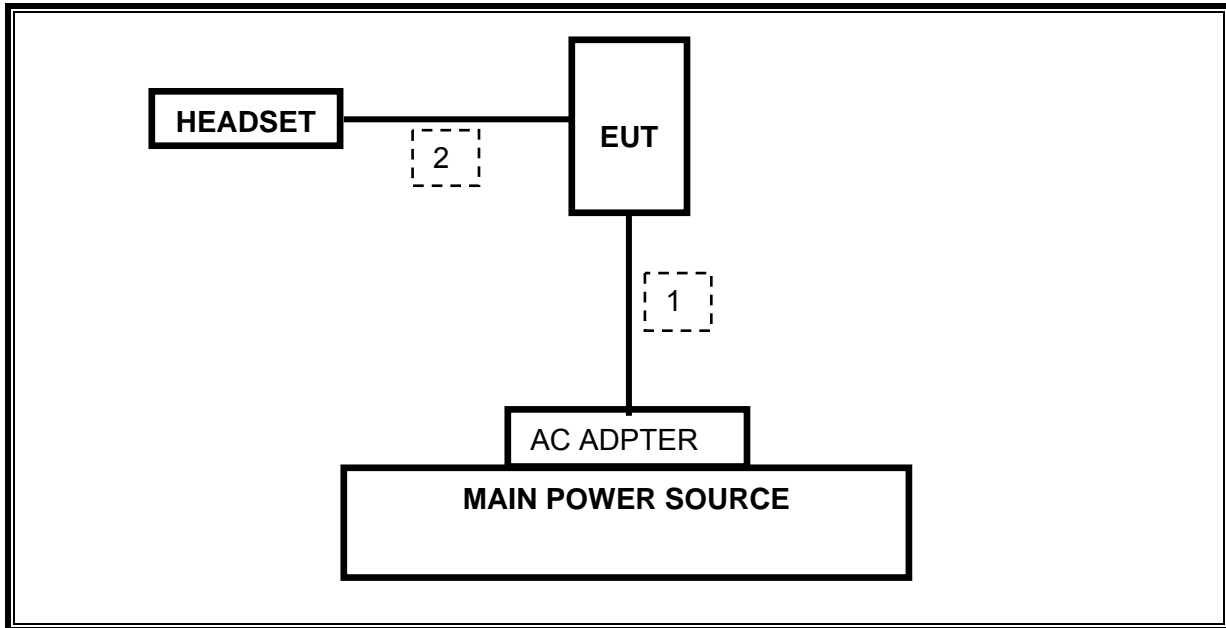 HEADSET
EUT
2
1
AC ADPTER
MAIN POWER SOURCE